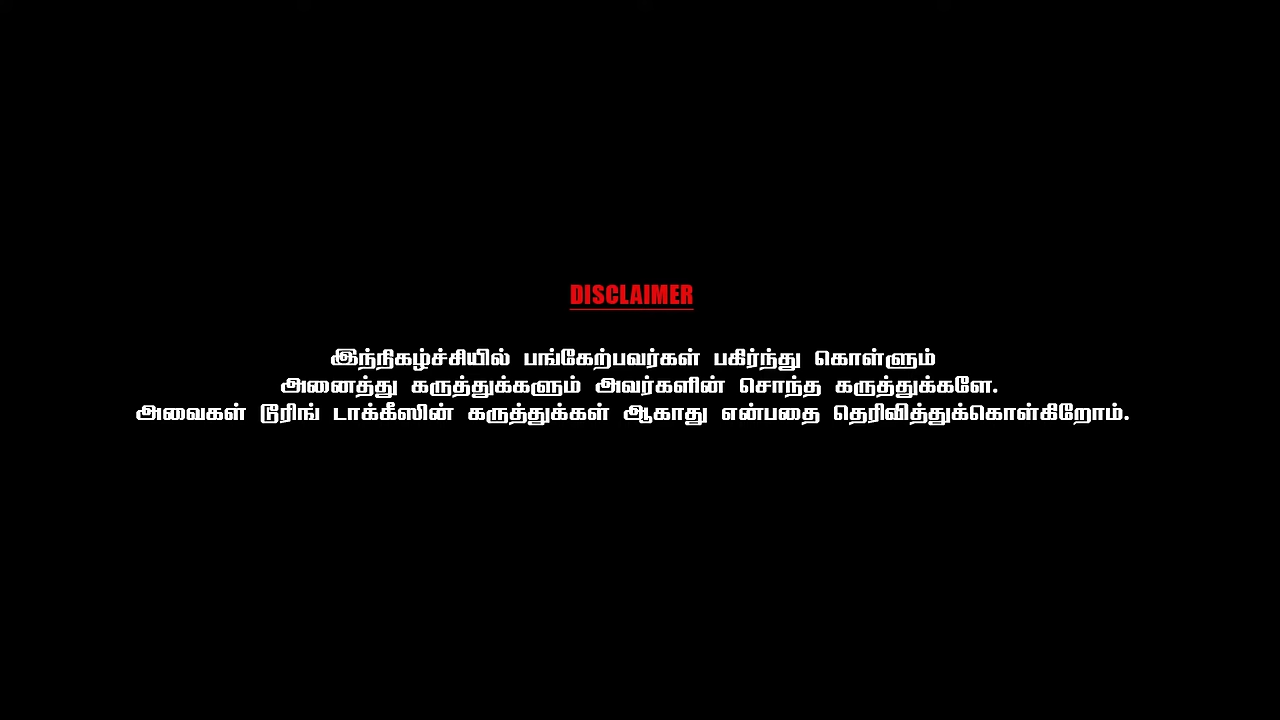 DISCLAIMER
இந்நிகழ்ச்சியில் பங்கேற்பவர்கள் பகிர்ந்து கொள்ளும்
அனைத்து கருத்துக்களும் அவர்களின் சொந்த கருத்துக்களே.
அவைகள் டூரிங் டாக்கீஸின் கருத்துக்கள் ஆகாது என்பதை தெரிவித்துக்கொள்கிறோம்.